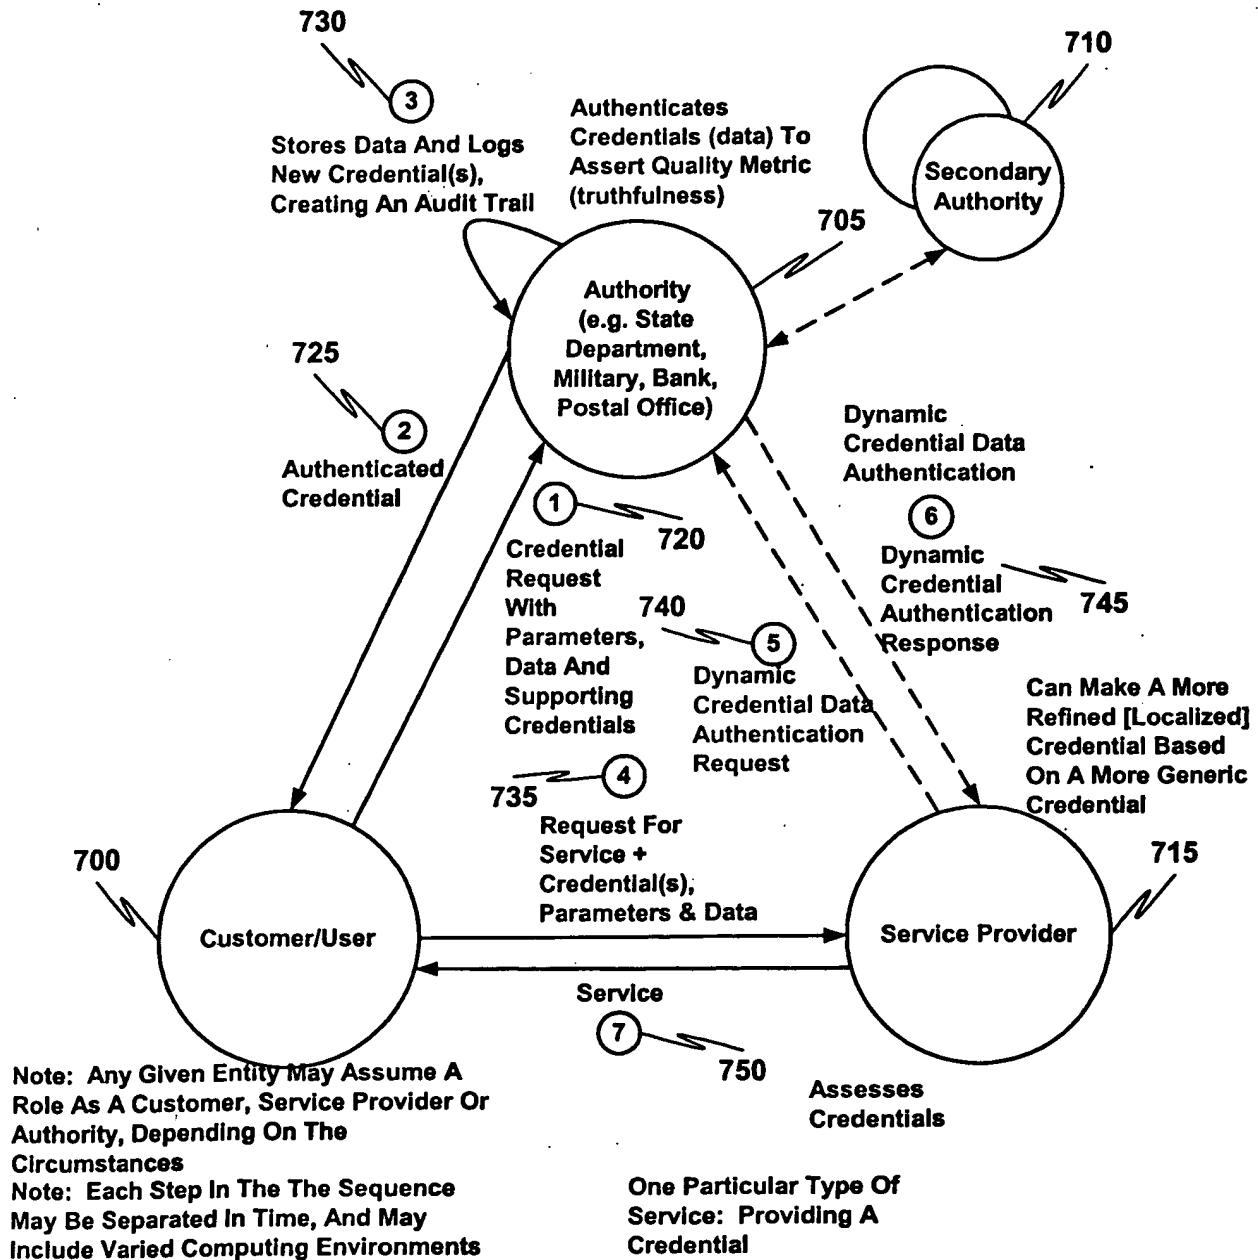 730
710
3
Stores Data And Logs
New Credential(s),
Creating An Audit Trail
Authenticates
Credentials (data) To
Assert Quality Metric
(truthfulness)
Secondary
Authority
705
Authority
(e.g. State
Department,
Military, Bank,
Postal Office)
725
2
Authenticated
Credential
1
720
Credential
Request
With
Parameters,
Data And
Supporting
Credentials
Dynamic
Credential Data
Authentication
6
Dynamic
Credential
Authentication
Response
745
740
5
Dynamic
Credential Data
Authentication
Request
Can Make A More
Refined [Localized]
Credential Based
On A More Generic
Credential
735
4
Request For
Service +
Credential(s),
Parameters & Data
700
Customer/User
715
Service Provider
Service
7
750
Assesses
Credentials
Note: Any Given Entity May Assume A
Role As A Customer, Service Provider Or
Authority, Depending On The
Circumstances
Note: Each Step In The The Sequence
May Be Separated In Time, And May
Include Varied Computing Environments
One Particular Type Of
Service: Providing A
Credential